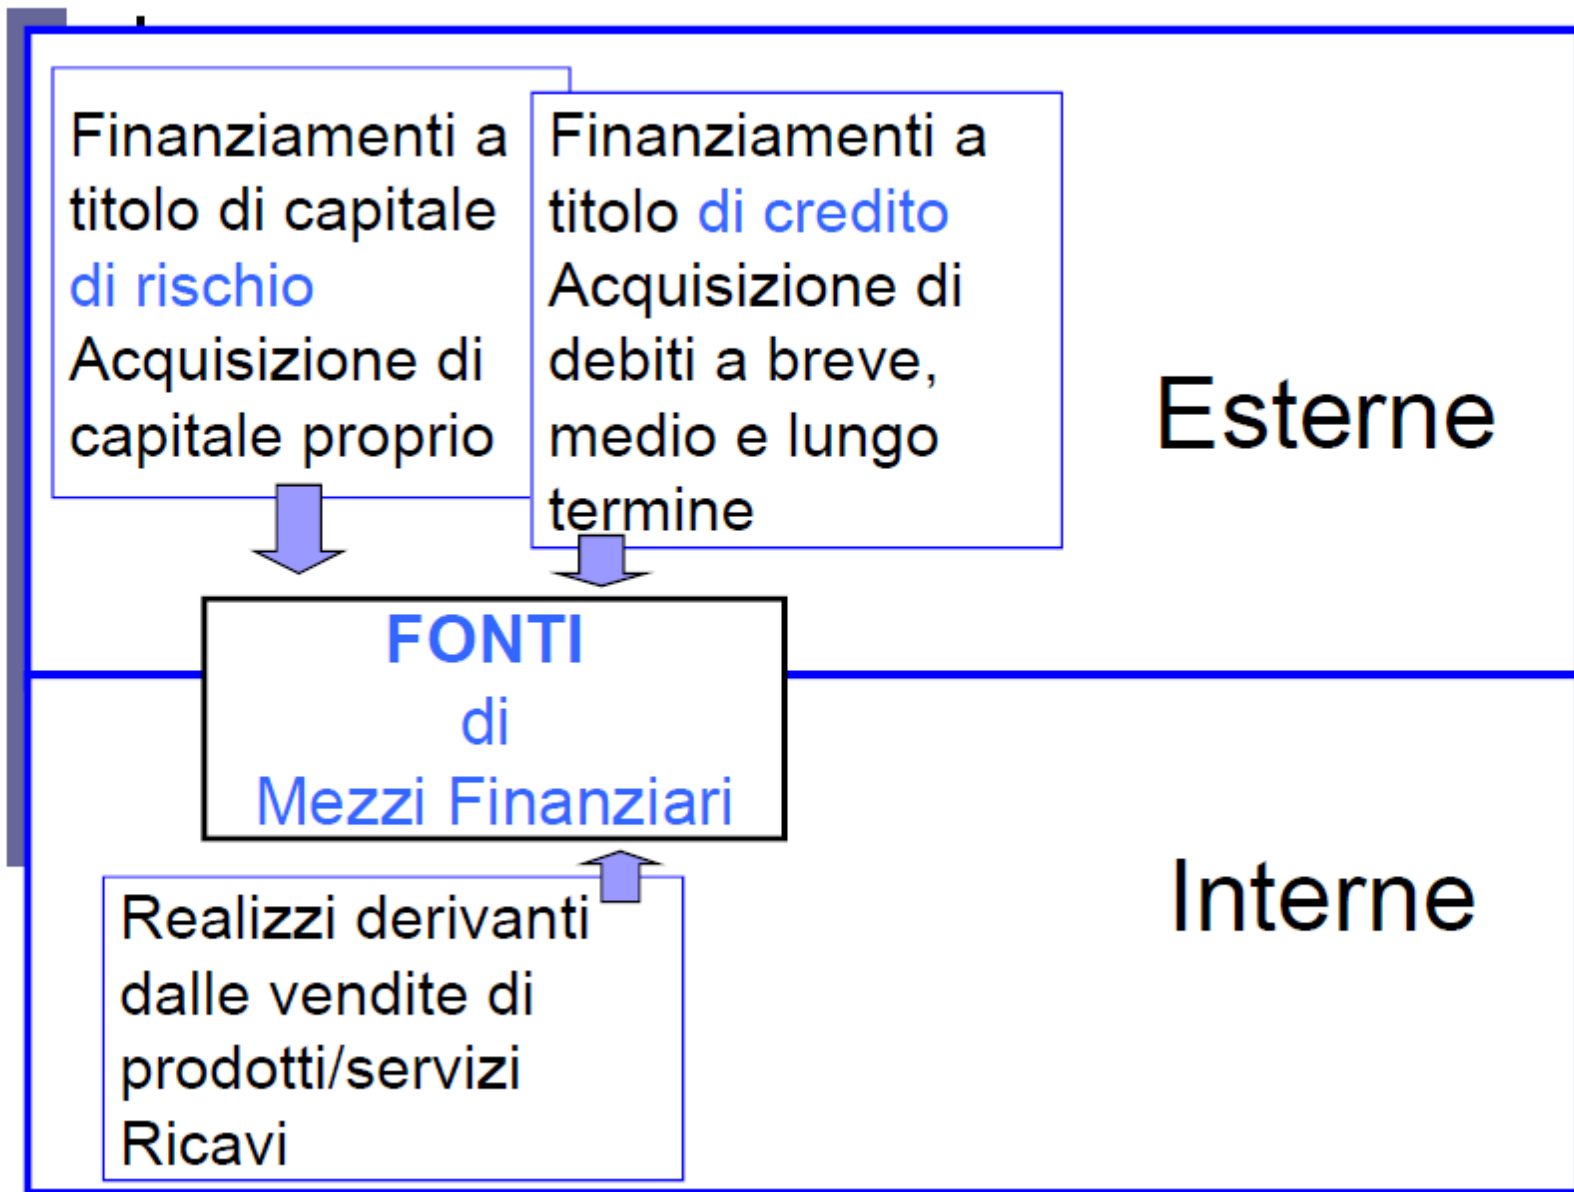 Finanziamenti a
titolo di capitale
di rischio
Acquisizione di
capitale proprio
Finanziamenti a
titolo di credito
Acquisizione di
debiti a breve,
medio e lungo
termine
Esterne
FONTI
di
Mezzi Finanziari
Interne
Realizzi derivanti
dalle vendite di
prodotti/servizi
Ricavi